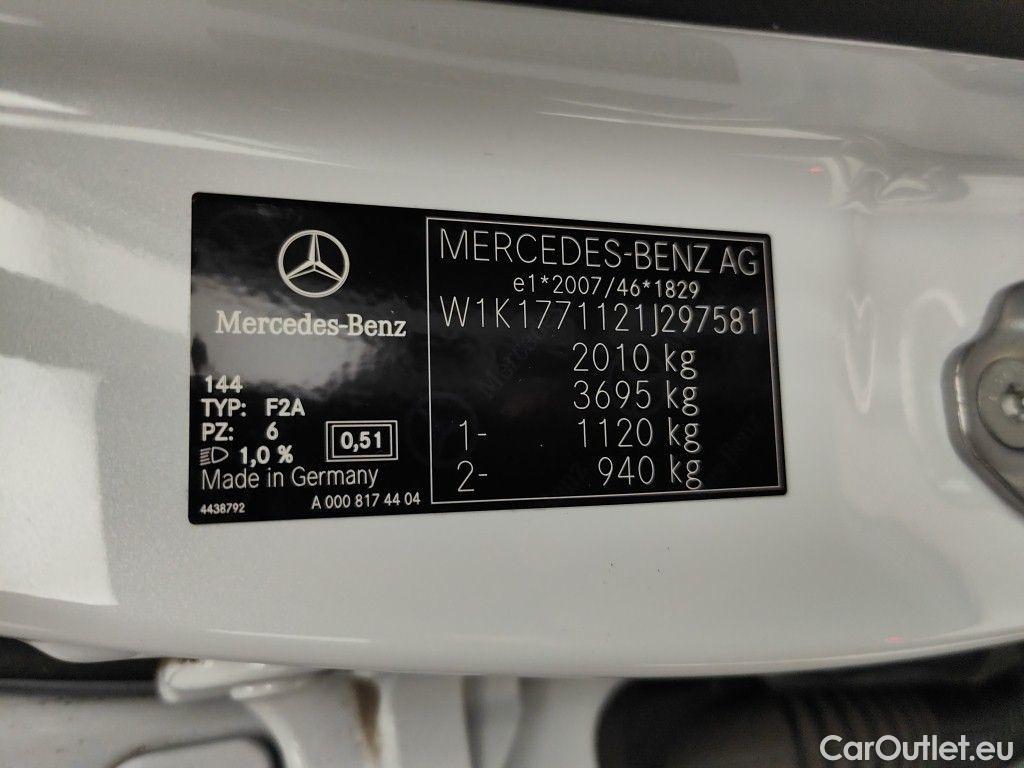 Mercedes-Benz
144
TYP: F2A
PZ: 6
1,0 %
0,51
Made in Germany
4438792 A 000 817 44 04
MERCEDES-BENZ AG
e1*2007/46*1829
W1K1771121J297581
2010 kg
3695 kg
1- 1120 kg
2- 940 kg
CarOutlet.eu